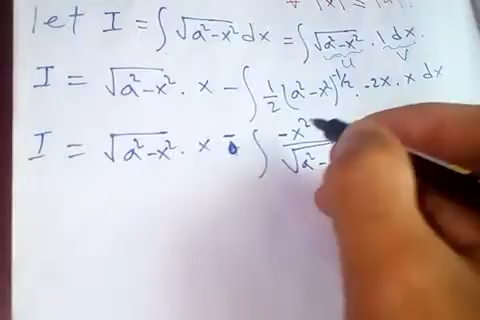 let I = ∫ √(a²-x²) dx = ∫ √(a²-x²) . 1 dx.
u v
I = √(a²-x²) . x - ∫ 1/2 (a²-x²)^(1/2) . -2x . x dx
I = √(a²-x²) . x - ∫ -x² / √(a²-